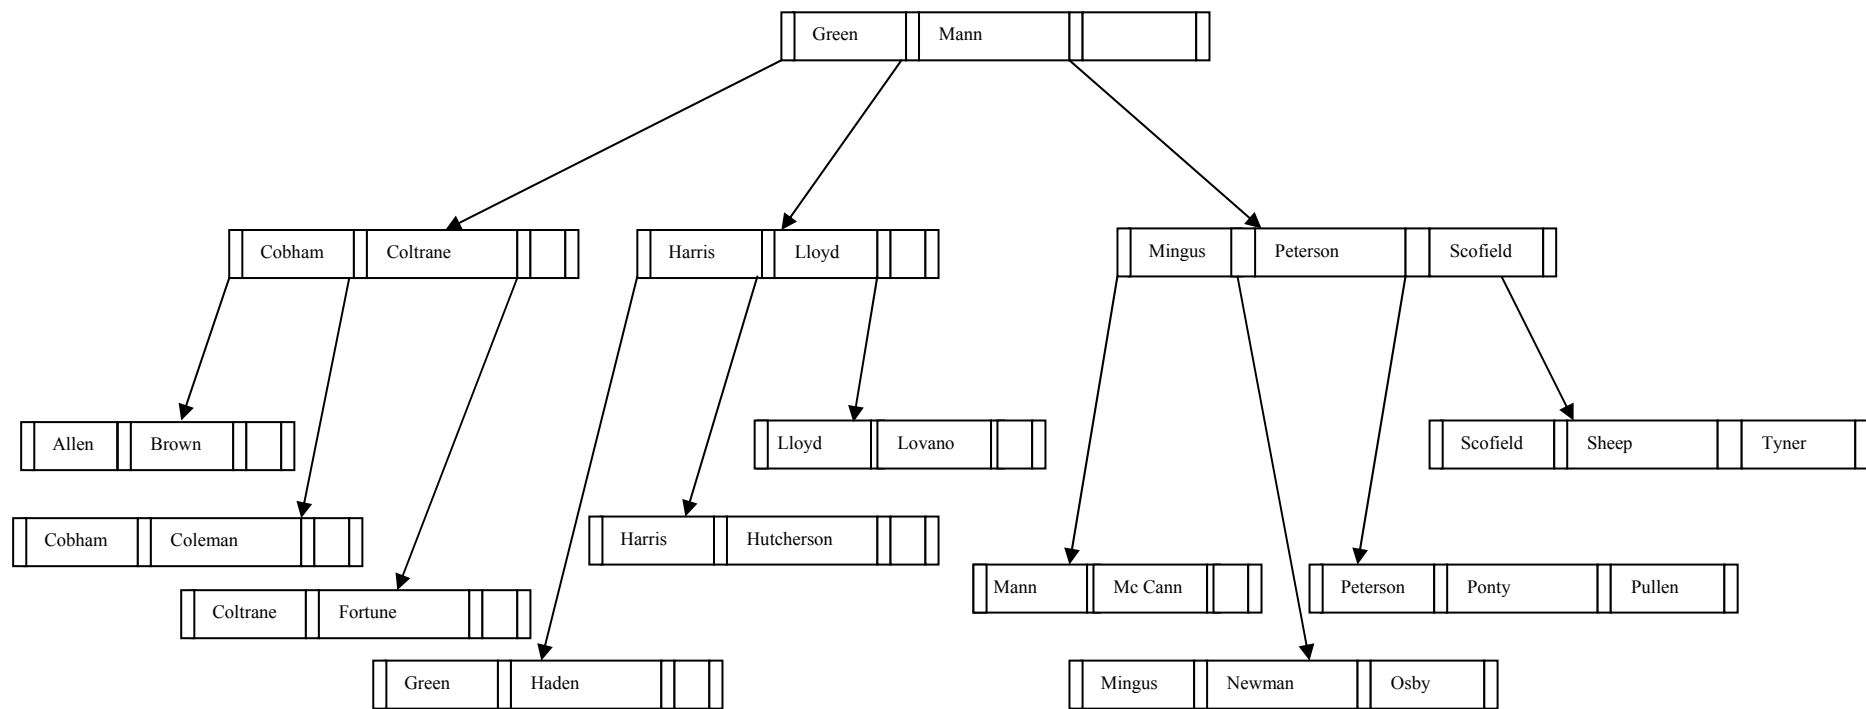 Green Mann
Cobham Coltrane
Harris Lloyd
Mingus Peterson Scofield
Allen Brown
Lloyd Lovano
Scofield Sheep Tyner
Cobham Coleman
Harris Hutcherson
Mann Mc Cann
Peterson Ponty Pullen
Coltrane Fortune
Green Haden
Mingus Newman Osby